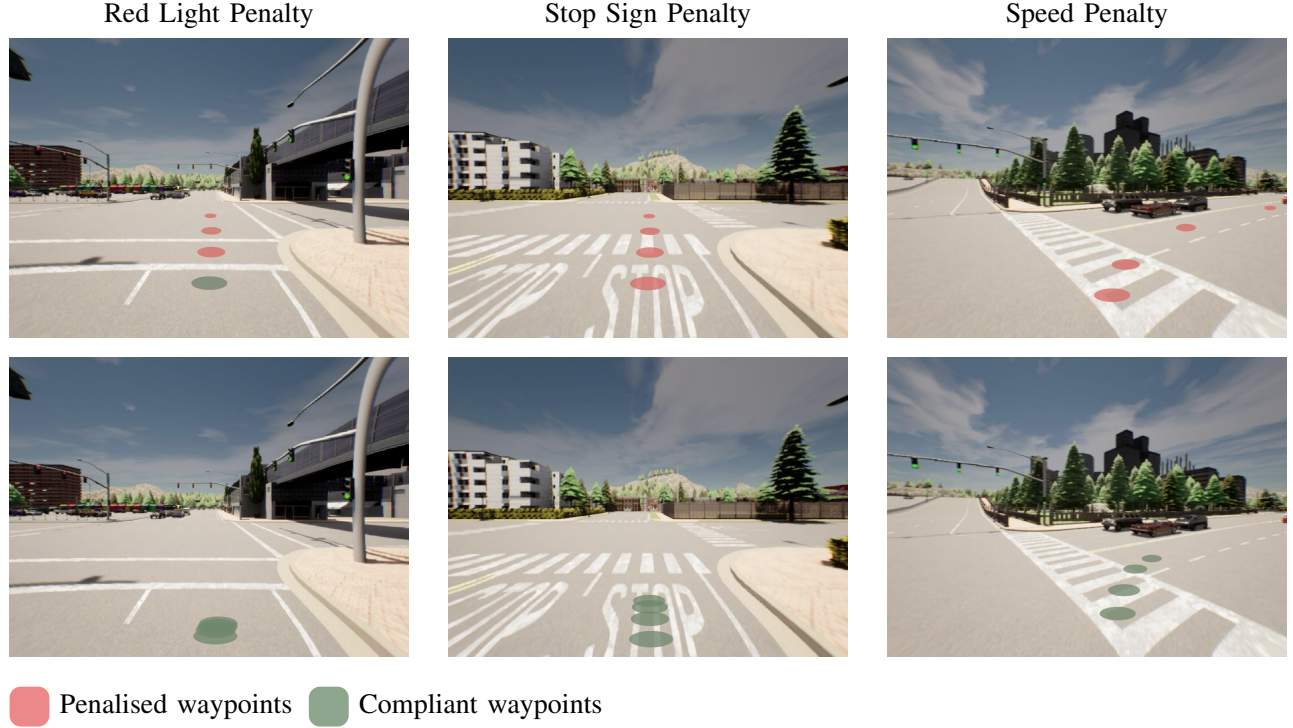 Red Light Penalty
Stop Sign Penalty
Speed Penalty
STOP
STOP
Penalised waypoints
Compliant waypoints